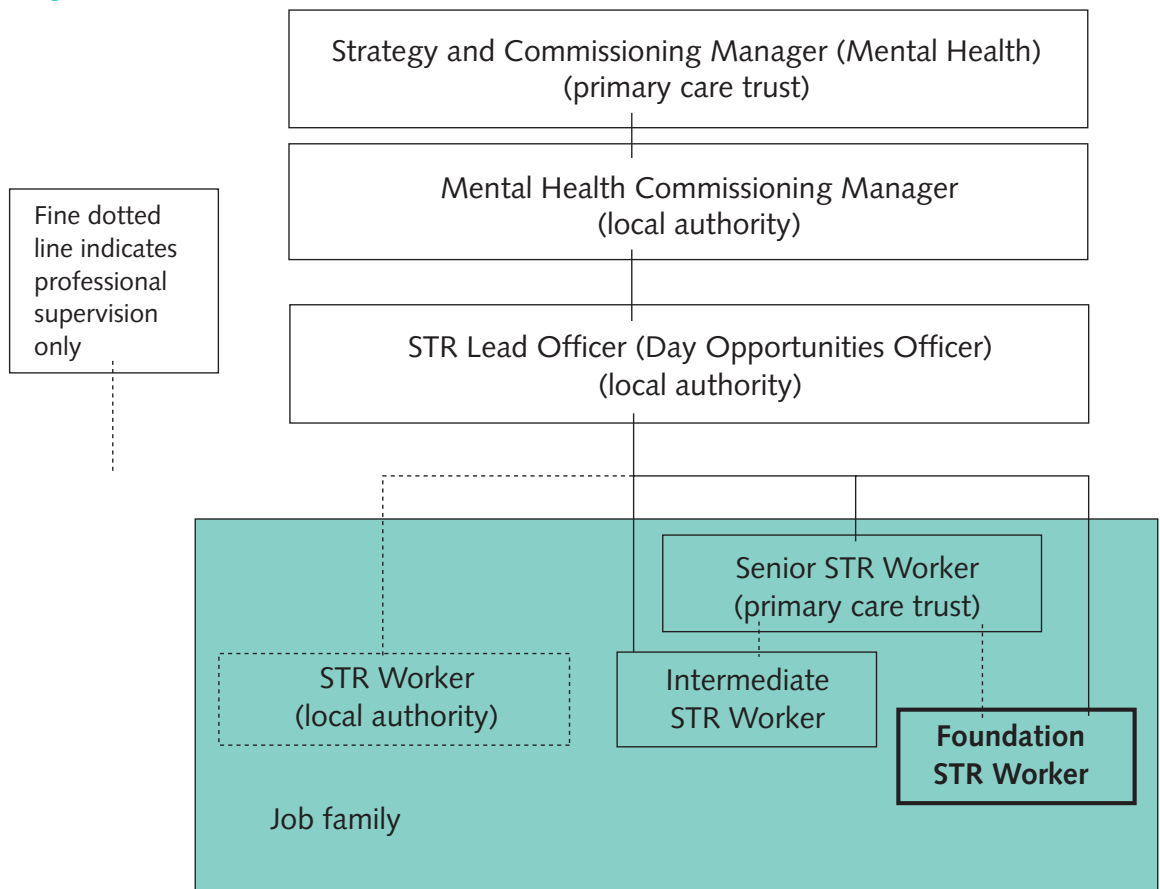 Strategy and Commissioning Manager (Mental Health)
(primary care trust)
Mental Health Commissioning Manager
(local authority)
Fine dotted
line indicates
professional
supervision
only
STR Lead Officer (Day Opportunities Officer)
(local authority)
Senior STR Worker
(primary care trust)
STR Worker
(local authority)
Intermediate
STR Worker
Foundation
STR Worker
Job family